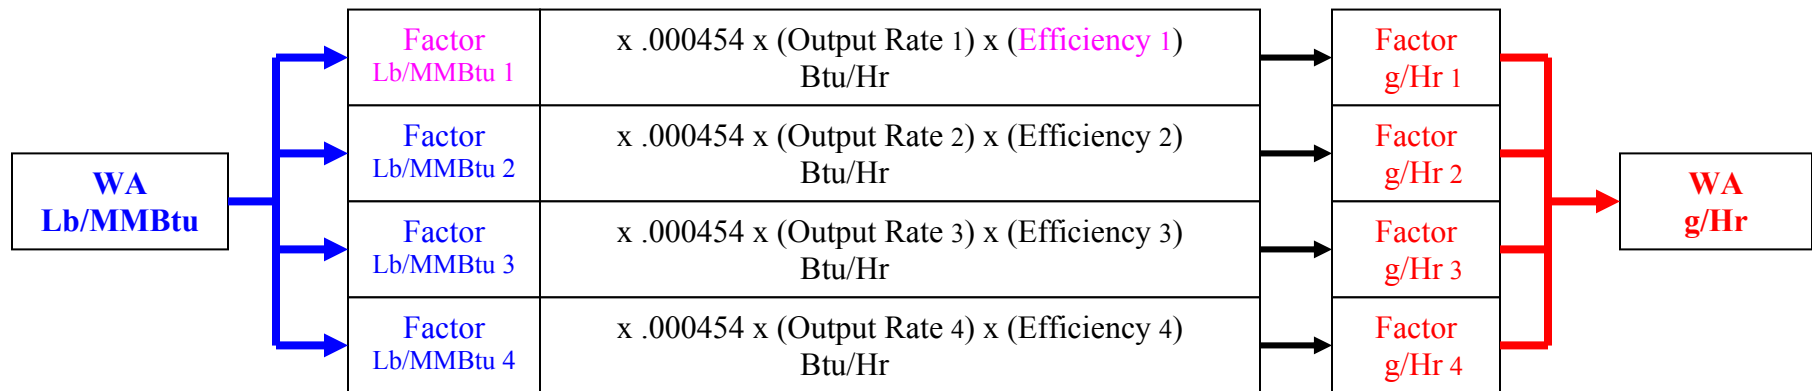 WA
Lb/MMBtu
Factor
Lb/MMBtu 1
x .000454 x (Output Rate 1) x (Efficiency 1)
Btu/Hr
Factor
g/Hr 1
Factor
Lb/MMBtu 2
x .000454 x (Output Rate 2) x (Efficiency 2)
Btu/Hr
Factor
g/Hr 2
Factor
Lb/MMBtu 3
x .000454 x (Output Rate 3) x (Efficiency 3)
Btu/Hr
Factor
g/Hr 3
Factor
Lb/MMBtu 4
x .000454 x (Output Rate 4) x (Efficiency 4)
Btu/Hr
Factor
g/Hr 4
WA
g/Hr